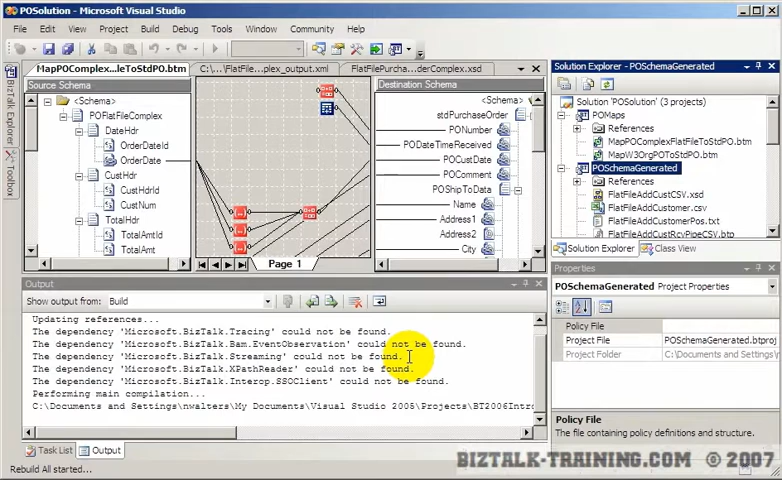 POSolution - Microsoft Visual Studio
File Edit View Project Build Debug BizTalk Tools Window Community Help
MapPOComplex...leToStdPO.btm C:\...\FlatFile...plex_output.xml FlatFilePurcha...derComplex.xsd
BizTalk Explorer
Toolbox
Source Schema
<Schema>
POFlatFileComplex
DateHdr
OrderDateId
OrderDate
CustHdr
CustHdrId
CustNum
TotalHdr
TotalAmtId
TotalAmt
Page 1
Destination Schema
<Schema>
stdPurchaseOrder
PONumber
PODateTimeReceived
POCustDate
POComment
POShipToData
Name
Address1
Address2
City
Solution Explorer - POSchemaGenerated
Solution 'POSolution' (3 projects)
POMaps
References
MapPOComplexFlatFileToStdPO.btm
MapW3OrgPOToStdPO.btm
POSchemaGenerated
References
FlatFileAddCustCSV.xsd
FlatFileAddCustomer.csv
FlatFileAddCustomerPos.txt
FlatFileAddCustRcvPipeCSV.btp
Solution Explorer Class View
Properties
POSchemaGenerated Project Properties
Policy File
Project File POSchemaGenerated.btproj
Project Folder C:\Documents and Settings\
Policy File
The file containing policy definitions and structure.
Output
Show output from: Build
Updating references...
The dependency 'Microsoft.BizTalk.Tracing' could not be found.
The dependency 'Microsoft.BizTalk.Bam.EventObservation' could not be found.
The dependency 'Microsoft.BizTalk.Streaming' could not be found.
The dependency 'Microsoft.BizTalk.XPathReader' could not be found.
The dependency 'Microsoft.BizTalk.Interop.SSOClient' could not be found.
Performing main compilation...
C:\Documents and Settings\nwalters\My Documents\Visual Studio 2005\Projects\BT2006Intr
Task List Output
Rebuild All started...
BIZTALK-TRAINING.COM © 2007